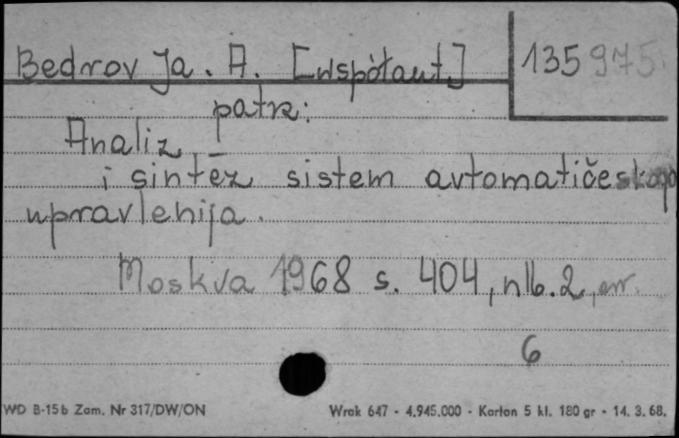 Bedrov Ja. A. [współaut.]
135975
patrz:
Analiz
i sintez sistem avtomatičeskogo
upravlenija.
Moskva 1968 s. 404, nlb. 2, err.
6
WD B-15b Zam. Nr 317/DW/ON
Wrak 647 - 4.945.000 - Karton 5 kl. 180 gr - 14. 3. 68.